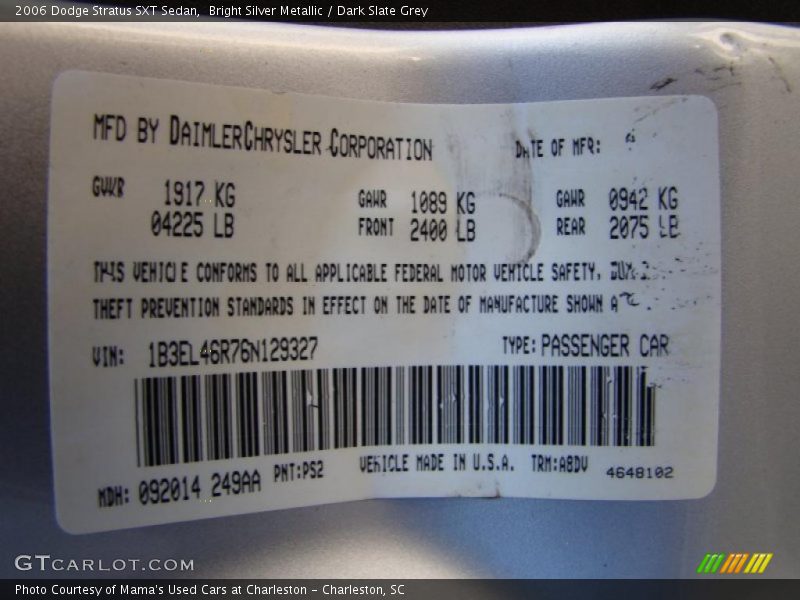 2006 Dodge Stratus SXT Sedan, Bright Silver Metallic / Dark Slate Grey
MFD BY DAIMLERCHRYSLER CORPORATION DATE OF MFR:
GVWR 1917 KG GAWR 1089 KG GAWR 0942 KG
04225 LB FRONT 2400 LB REAR 2075 LB
THIS VEHICLE CONFORMS TO ALL APPLICABLE FEDERAL MOTOR VEHICLE SAFETY,
THEFT PREVENTION STANDARDS IN EFFECT ON THE DATE OF MANUFACTURE SHOWN
VIN: 1B3EL46R76N129327 TYPE: PASSENGER CAR
MDH: 092014 249AA PNT:PS2 VEHICLE MADE IN U.S.A. TRM:A8DV 4648102
GTCARLOT.COM
Photo Courtesy of Mama's Used Cars at Charleston - Charleston, SC